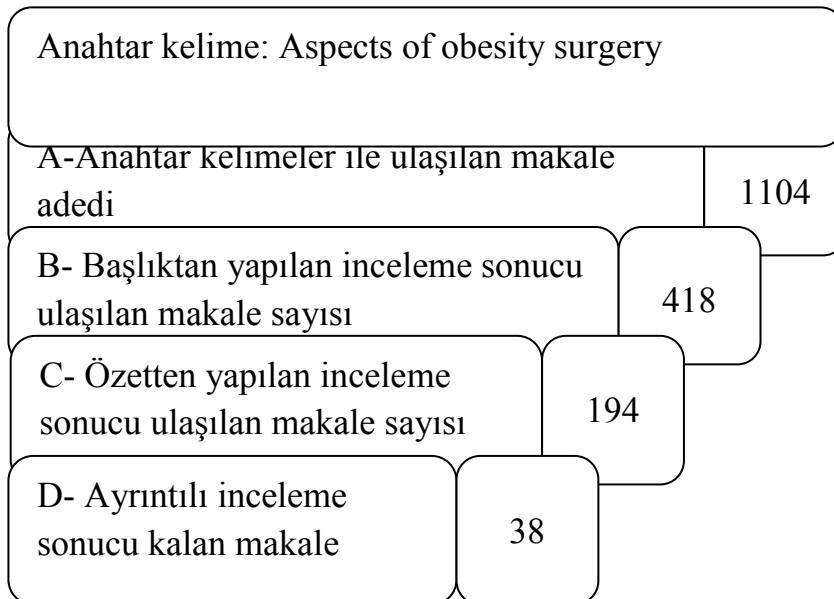 Anahtar kelime: Aspects of obesity surgery
A-Anahtar kelimeler ile ulaşılan makale
adedi
1104
B- Başlıktan yapılan inceleme sonucu
ulaşılan makale sayısı
418
C- Özetten yapılan inceleme
sonucu ulaşılan makale sayısı
194
D- Ayrıntılı inceleme
sonucu kalan makale
38